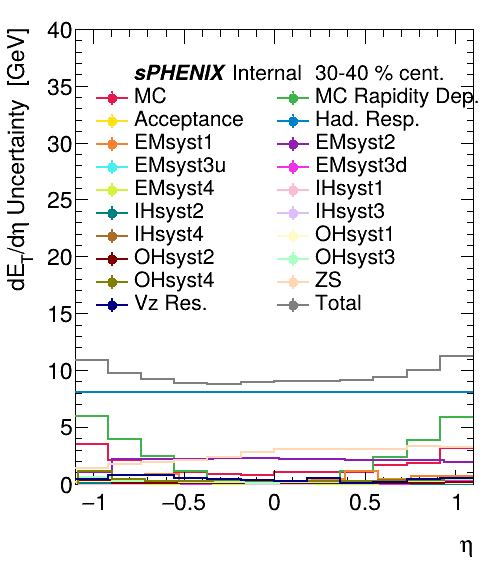 dE_T/dη Uncertainty [GeV]
40
35
30
25
20
15
10
5
0
sPHENIX Internal 30-40 % cent.
MC MC Rapidity Dep.
Acceptance Had. Resp.
EMsyst1 EMsyst2
EMsyst3u EMsyst3d
EMsyst4 IHsyst1
IHsyst2 IHsyst3
IHsyst4 OHsyst1
OHsyst2 OHsyst3
OHsyst4 ZS
Vz Res. Total
−1 −0.5 0 0.5 1
η